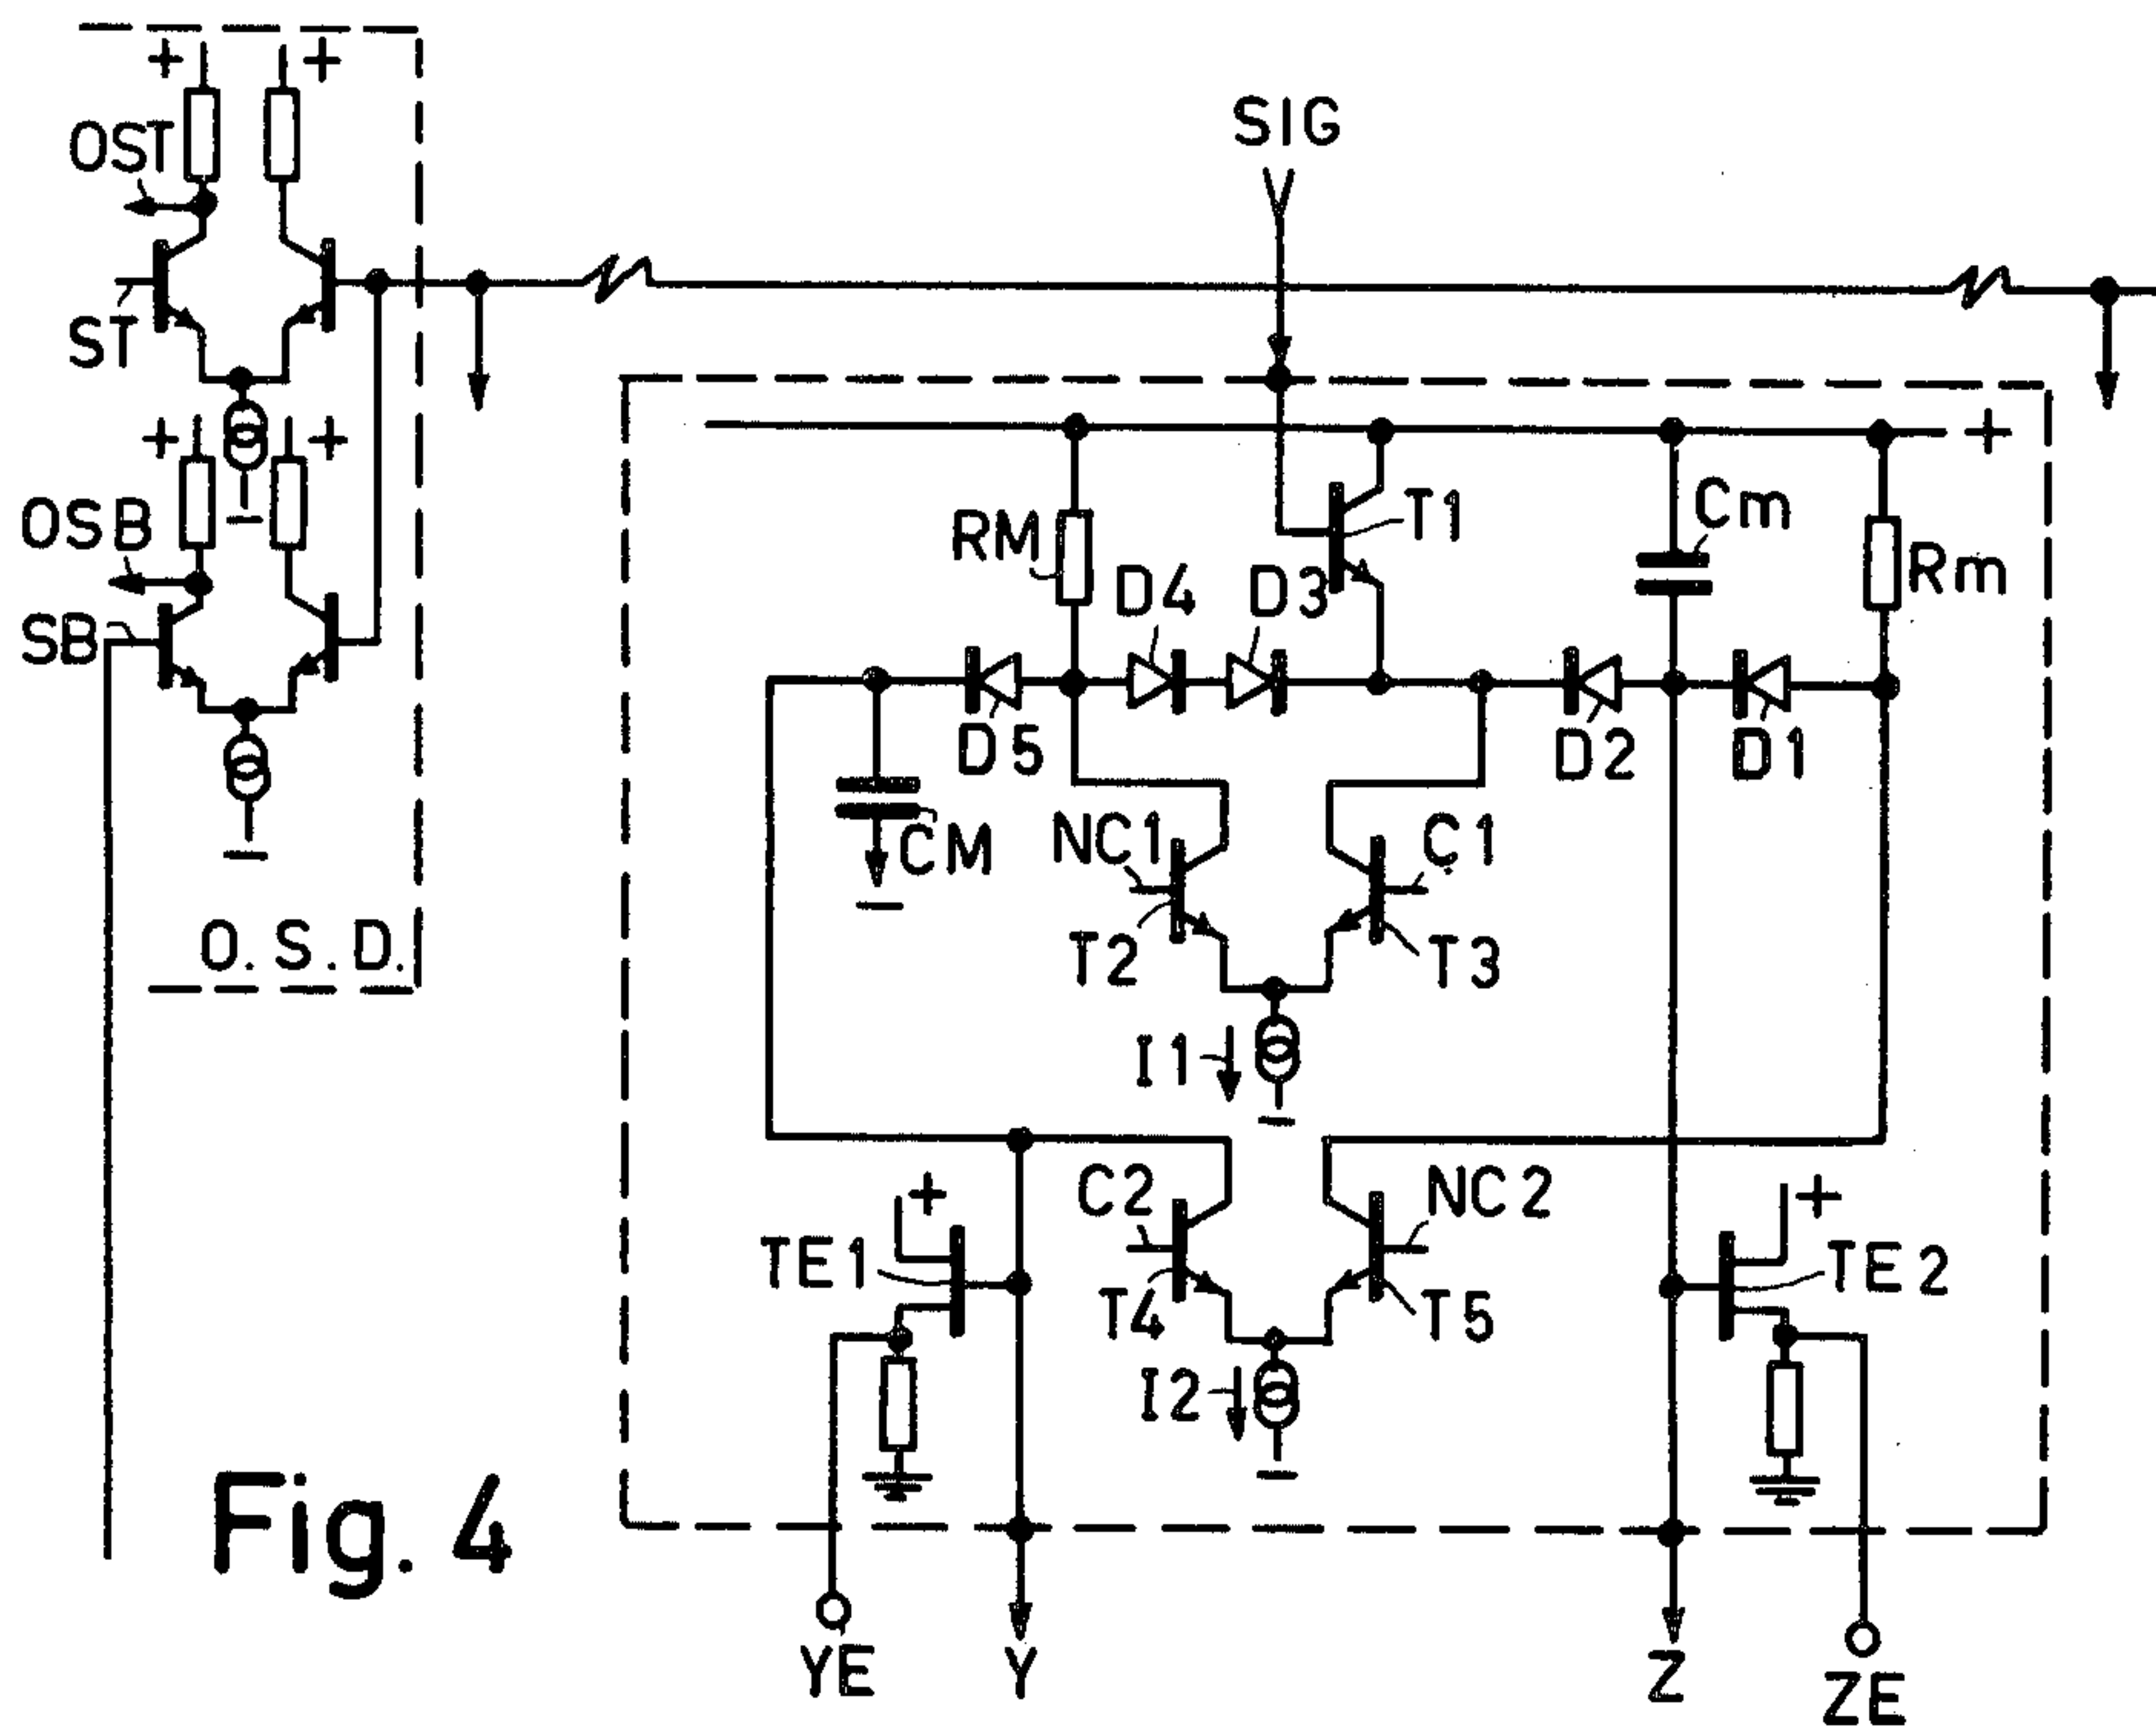 + +
OST
SIG
ST
+ +
OSB
SB
+
RM
T1
Cm
Rm
D4 D3
D5
D2 D1
CM
NC1 C1
T2 T3
O.S.D.
I1
C2 NC2
+ +
TE1 TE2
T4 T5
I2
Fig. 4
YE Y Z ZE